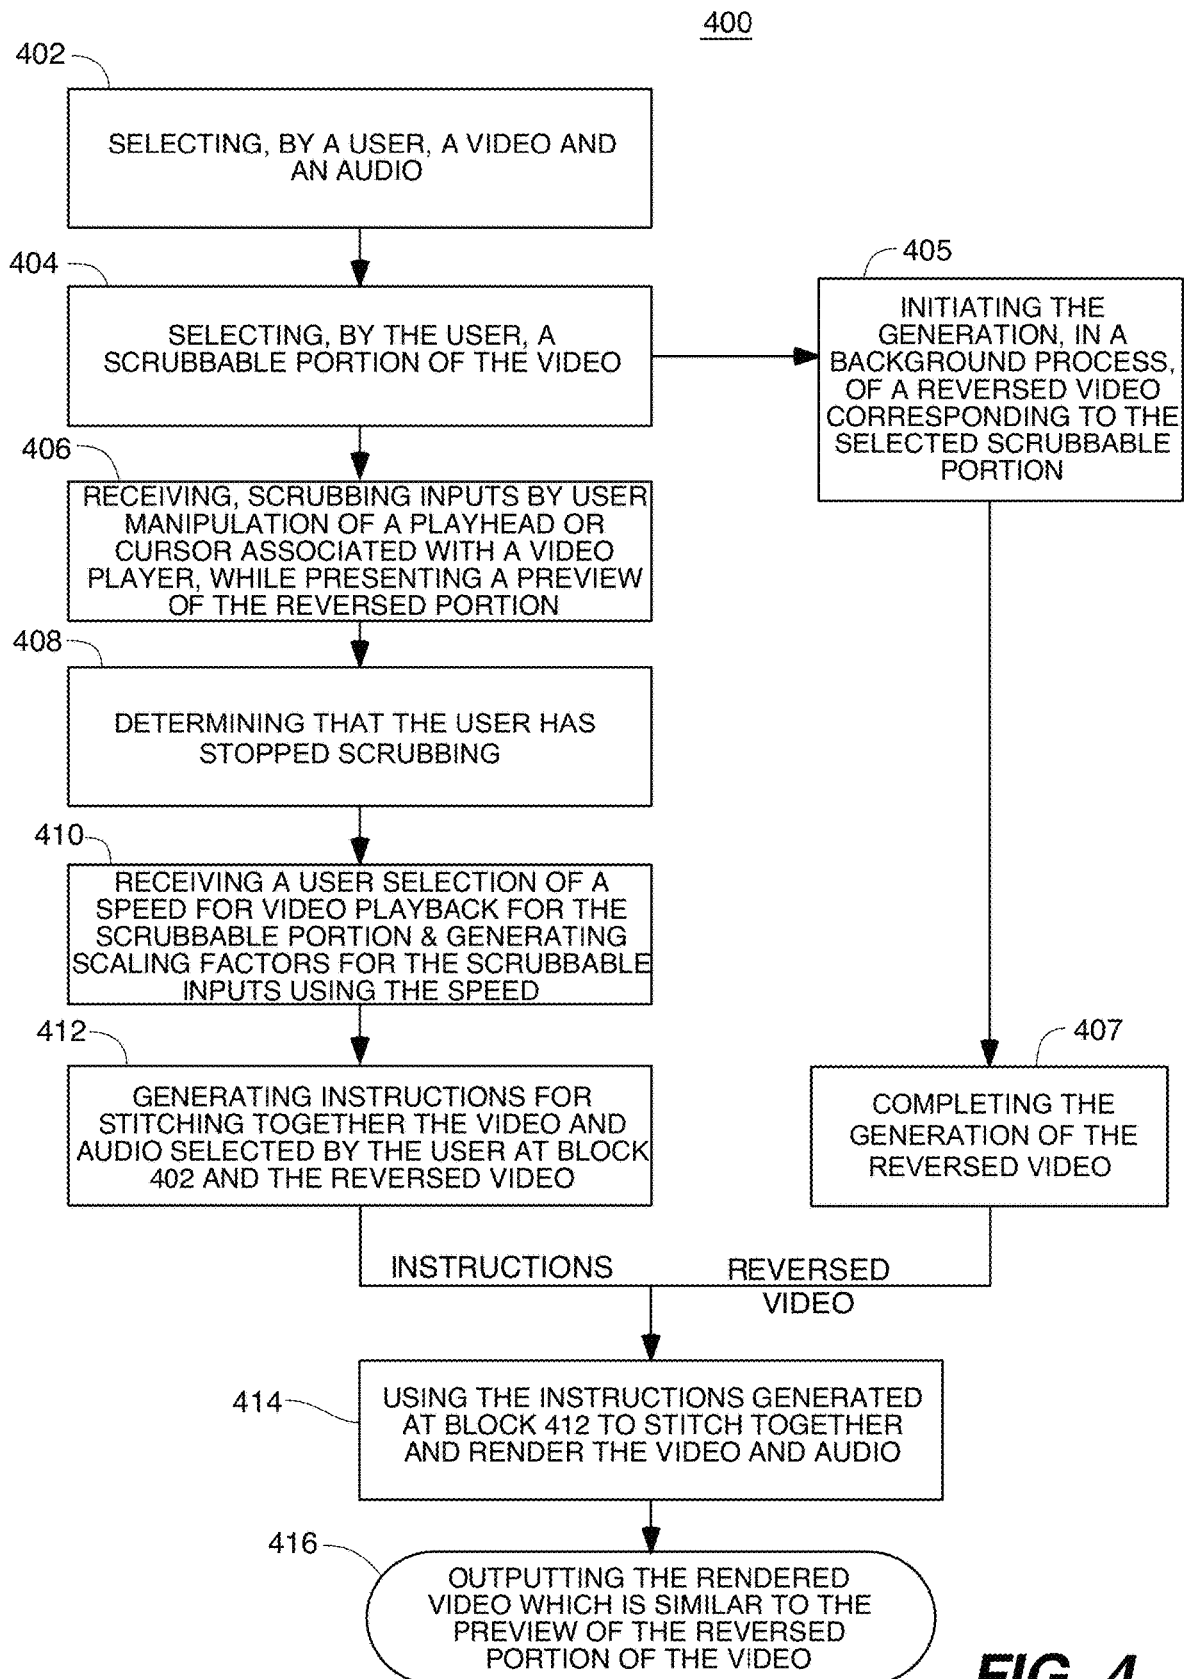 400
402
SELECTING, BY A USER, A VIDEO AND
AN AUDIO
404
SELECTING, BY THE USER, A
SCRUBBABLE PORTION OF THE VIDEO
405
INITIATING THE
GENERATION, IN A
BACKGROUND PROCESS,
OF A REVERSED VIDEO
CORRESPONDING TO THE
SELECTED SCRUBBABLE
PORTION
406
RECEIVING, SCRUBBING INPUTS BY USER
MANIPULATION OF A PLAYHEAD OR
CURSOR ASSOCIATED WITH A VIDEO
PLAYER, WHILE PRESENTING A PREVIEW
OF THE REVERSED PORTION
408
DETERMINING THAT THE USER HAS
STOPPED SCRUBBING
410
RECEIVING A USER SELECTION OF A
SPEED FOR VIDEO PLAYBACK FOR THE
SCRUBBABLE PORTION & GENERATING
SCALING FACTORS FOR THE SCRUBBABLE
INPUTS USING THE SPEED
412
GENERATING INSTRUCTIONS FOR
STITCHING TOGETHER THE VIDEO AND
AUDIO SELECTED BY THE USER AT BLOCK
402 AND THE REVERSED VIDEO
407
COMPLETING THE
GENERATION OF THE
REVERSED VIDEO
INSTRUCTIONS
REVERSED
VIDEO
414
USING THE INSTRUCTIONS GENERATED
AT BLOCK 412 TO STITCH TOGETHER
AND RENDER THE VIDEO AND AUDIO
416
OUTPUTTING THE RENDERED
VIDEO WHICH IS SIMILAR TO THE
PREVIEW OF THE REVERSED
PORTION OF THE VIDEO
FIG. 4